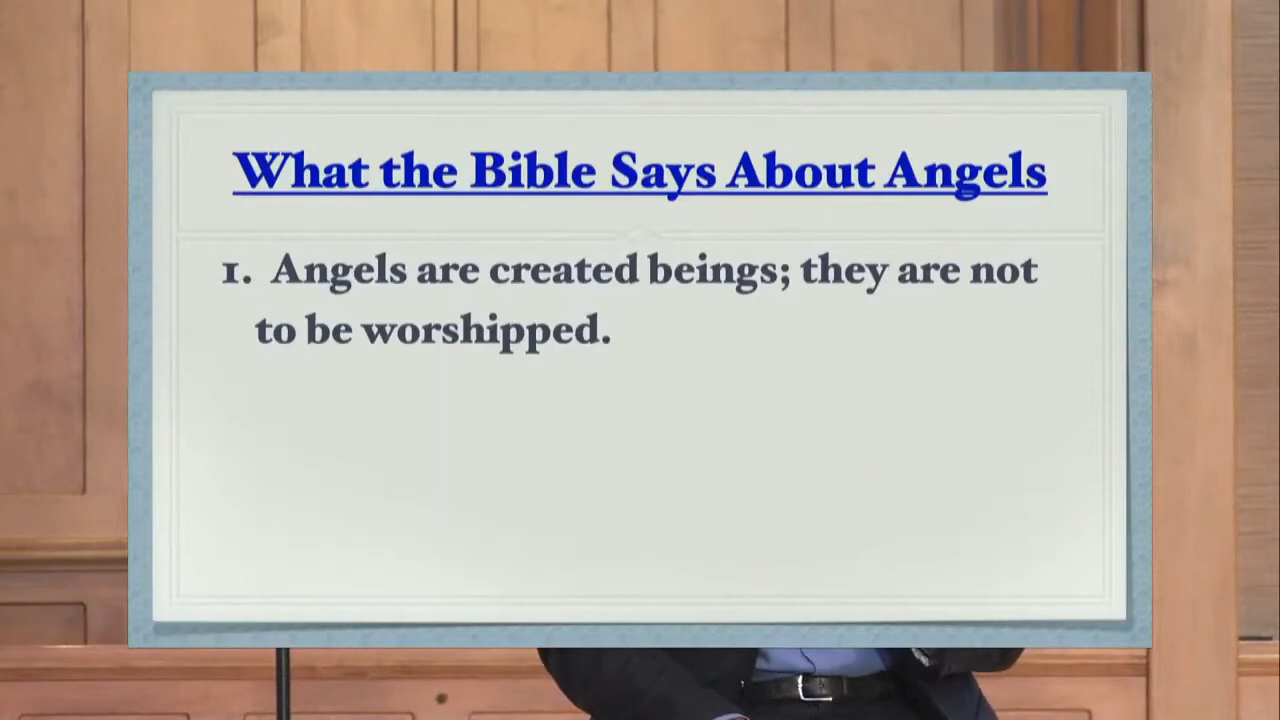 What the Bible Says About Angels
1. Angels are created beings; they are not
to be worshipped.